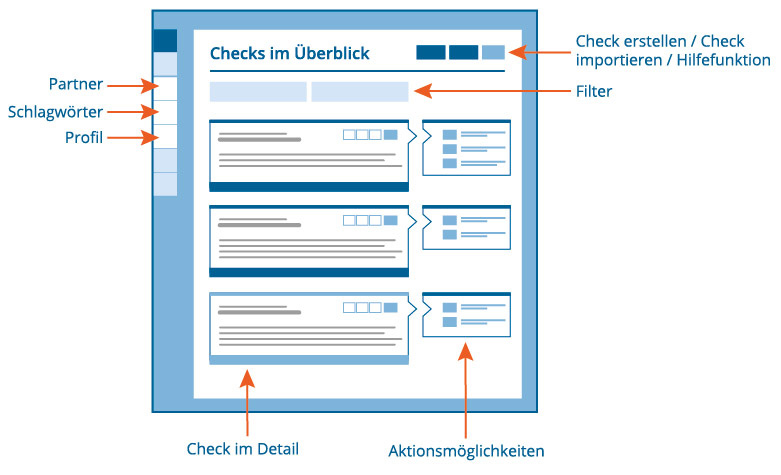 Checks im Überblick
Check erstellen / Check
importieren / Hilfefunktion
Partner
Filter
Schlagwörter
Profil
Check im Detail
Aktionsmöglichkeiten